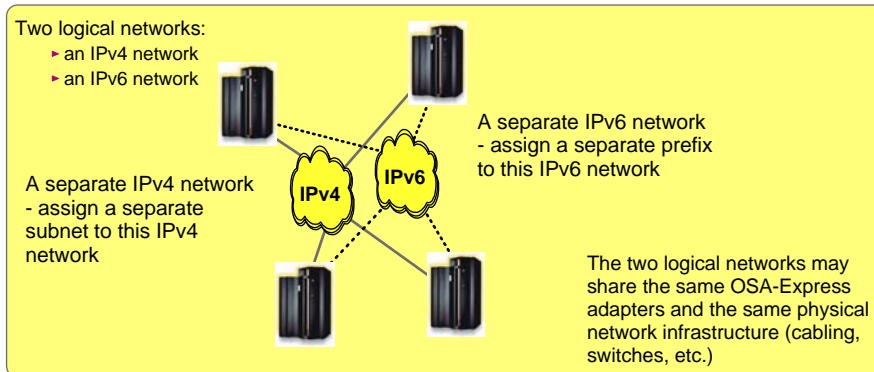 Two logical networks:
► an IPv4 network
► an IPv6 network
A separate IPv6 network
- assign a separate prefix
to this IPv6 network
IPv4
IPv6
A separate IPv4 network
- assign a separate
subnet to this IPv4
network
The two logical networks may
share the same OSA-Express
adapters and the same physical
network infrastructure (cabling,
switches, etc.)